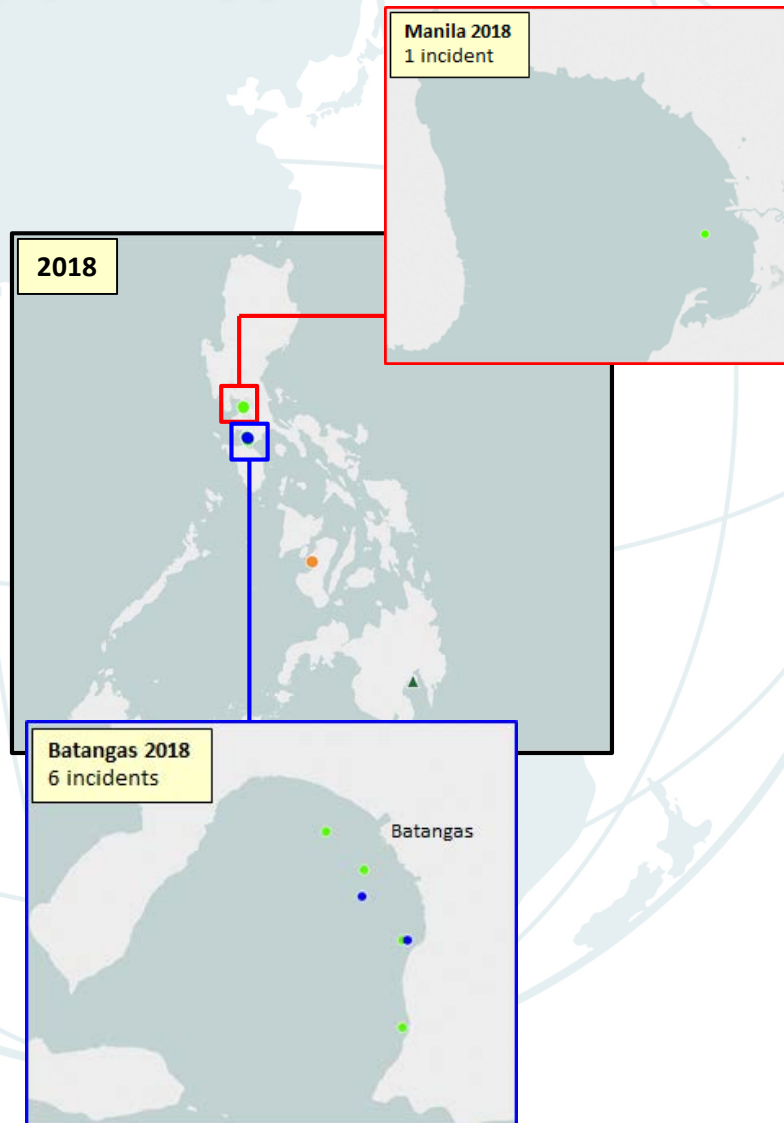 Manila 2018
1 incident
2018
Batangas 2018
6 incidents
Batangas